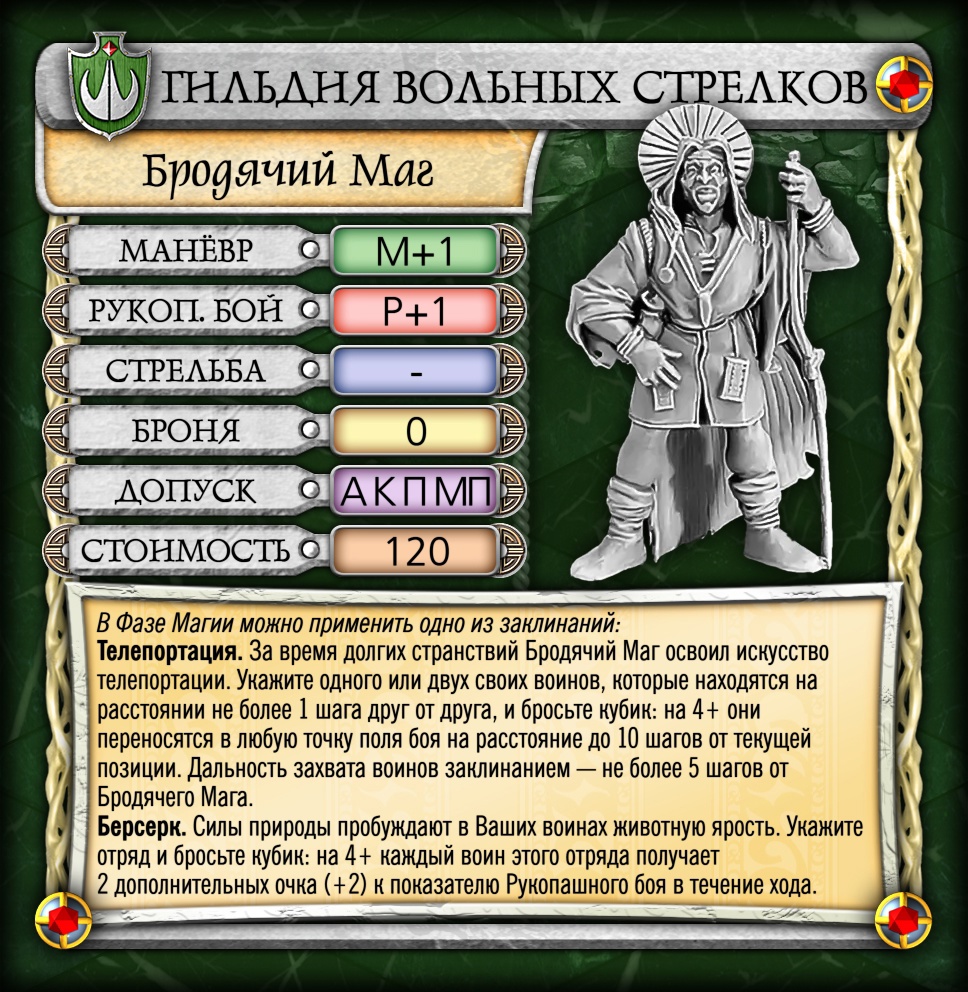 ГИЛЬДИЯ ВОЛЬНЫХ СТРЕЛКОВ
Бродячий Маг
МАНЁВР М+1
РУКОП. БОЙ Р+1
СТРЕЛЬБА -
БРОНЯ 0
ДОПУСК А К П МП
СТОИМОСТЬ 120
В Фазе Магии можно применить одно из заклинаний:
Телепортация. За время долгих странствий Бродячий Маг освоил искусство
телепортации. Укажите одного или двух своих воинов, которые находятся на
расстоянии не более 1 шага друг от друга, и бросьте кубик: на 4+ они
переносятся в любую точку поля боя на расстояние до 10 шагов от текущей
позиции. Дальность захвата воинов заклинанием — не более 5 шагов от
Бродячего Мага.
Берсерк. Силы природы пробуждают в Ваших воинах животную ярость. Укажите
отряд и бросьте кубик: на 4+ каждый воин этого отряда получает
2 дополнительных очка (+2) к показателю Рукопашного боя в течение хода.